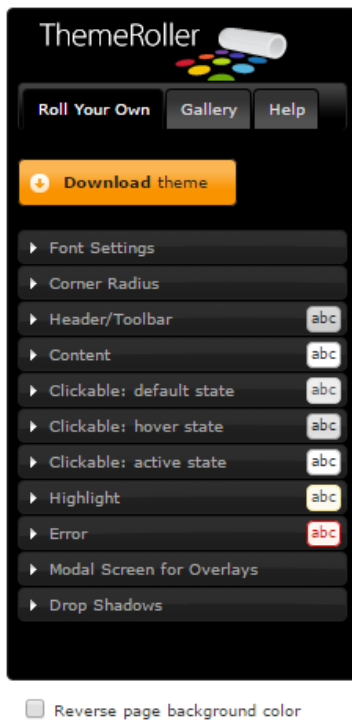 ThemeRoller
Roll Your Own Gallery Help
Download theme
Font Settings
Corner Radius
Header/Toolbar abc
Content abc
Clickable: default state abc
Clickable: hover state abc
Clickable: active state abc
Highlight abc
Error abc
Modal Screen for Overlays
Drop Shadows
Reverse page background color